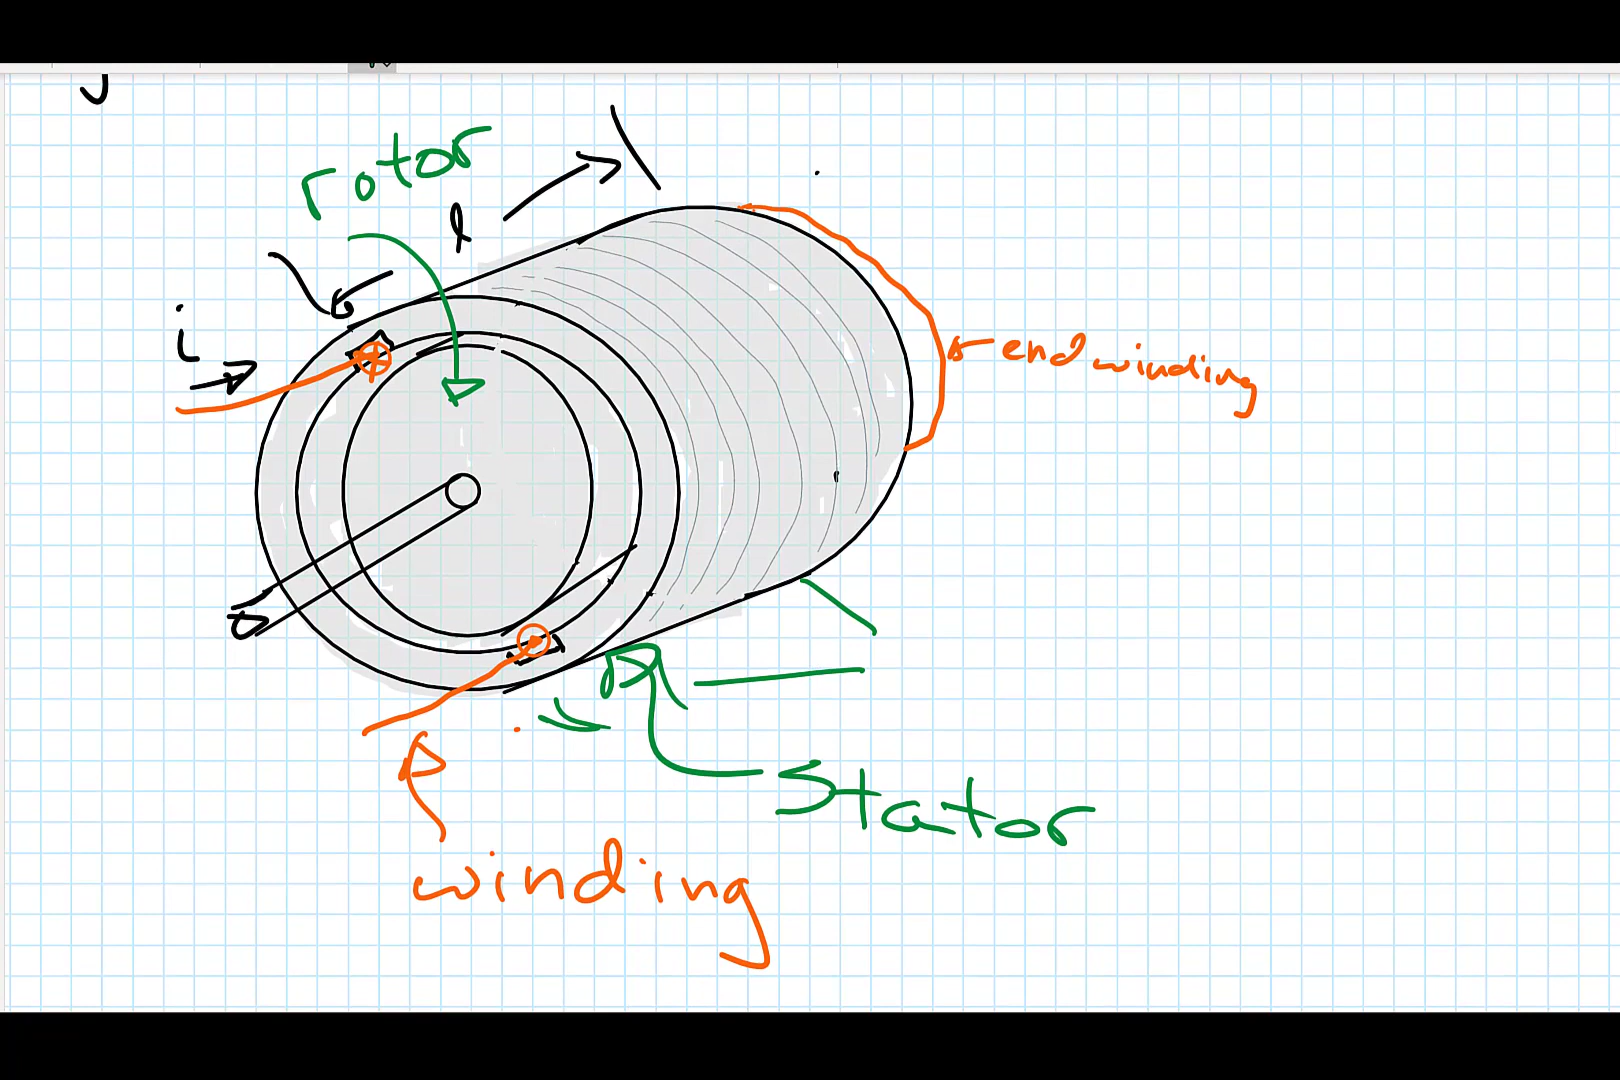 rotor
l
i
end winding
stator
winding